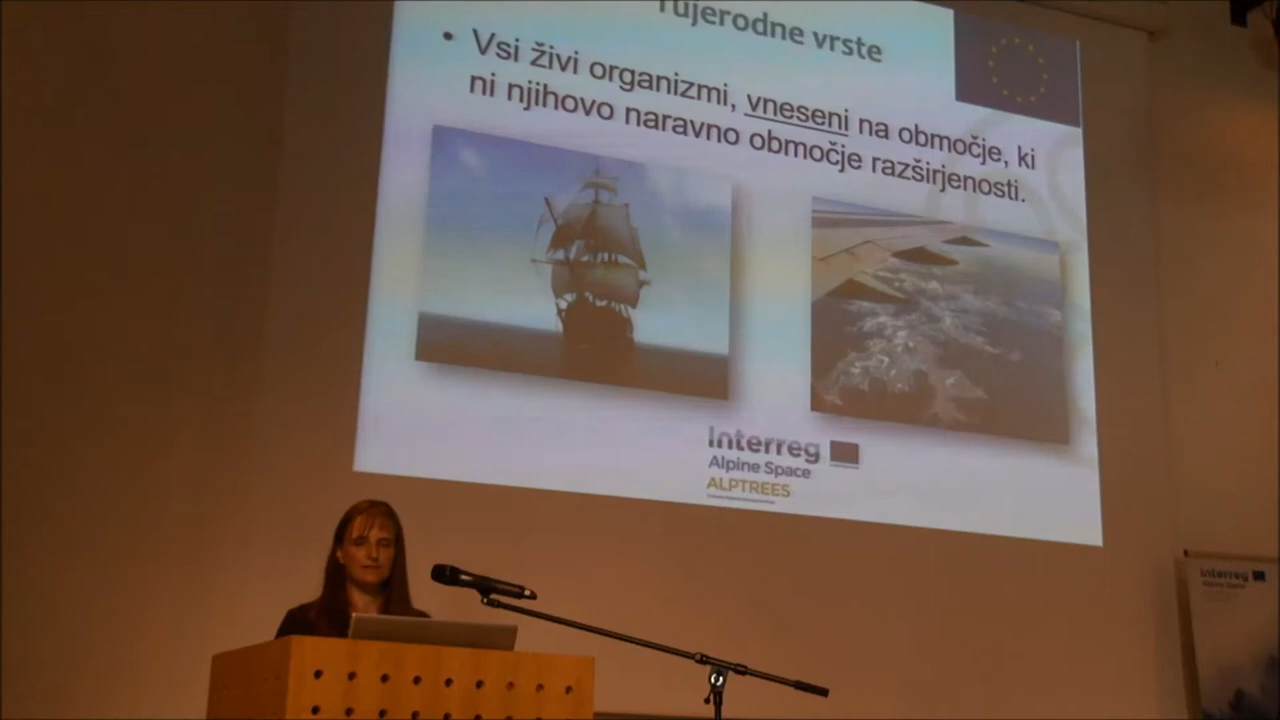 Tujerodne vrste
• Vsi živi organizmi, vneseni na območje, ki
ni njihovo naravno območje razširjenosti.
Interreg
Alpine Space
ALPTREES
Interreg
Alpine Space